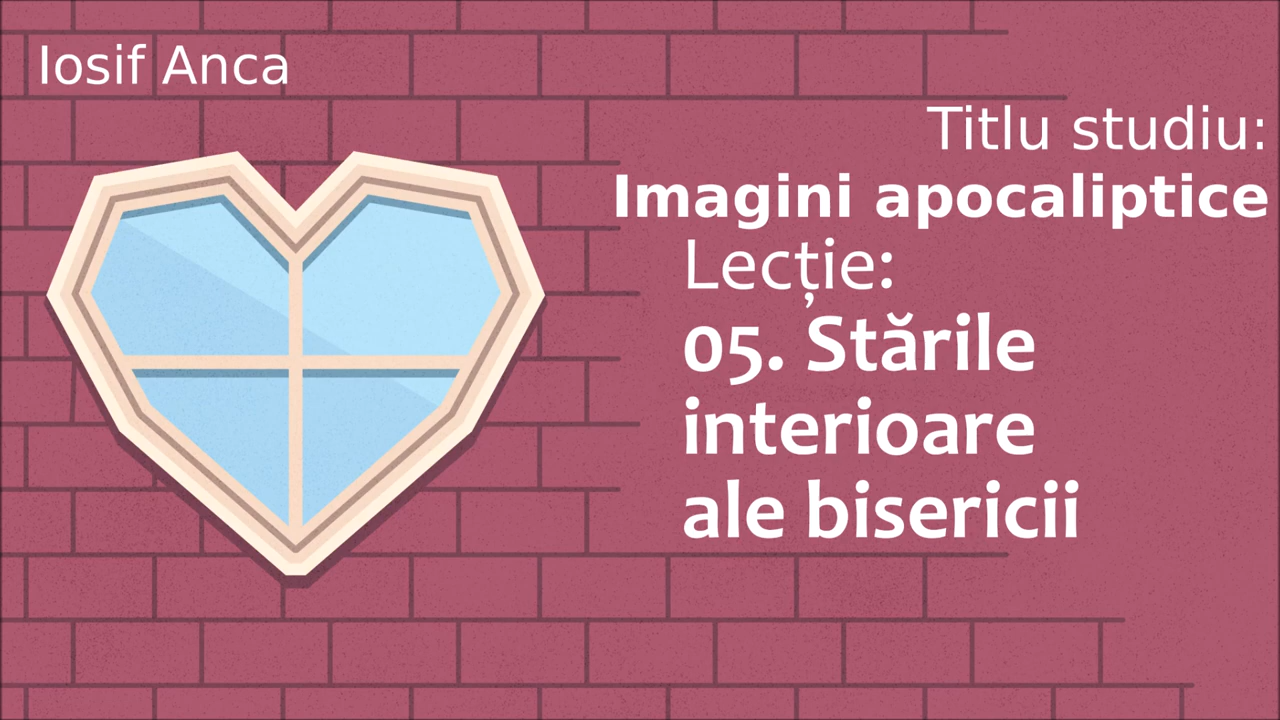 Iosif Anca
Titlu studiu:
Imagini apocaliptice
Lecție:
05. Stările
interioare
ale bisericii